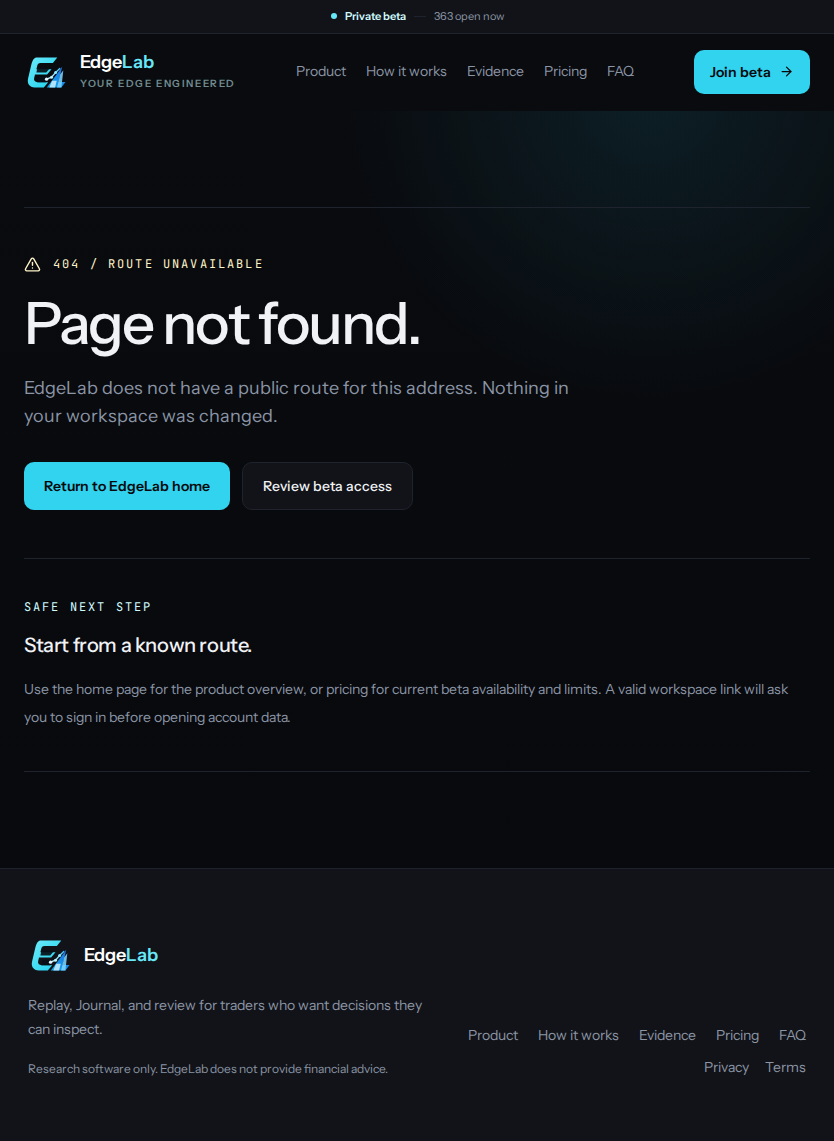 Private beta — 363 open now
EdgeLab
YOUR EDGE ENGINEERED
Product How it works Evidence Pricing FAQ
Join beta →
404 / ROUTE UNAVAILABLE
Page not found.
EdgeLab does not have a public route for this address. Nothing in
your workspace was changed.
Return to EdgeLab home
Review beta access
SAFE NEXT STEP
Start from a known route.
Use the home page for the product overview, or pricing for current beta availability and limits. A valid workspace link will ask
you to sign in before opening account data.
EdgeLab
Replay, Journal, and review for traders who want decisions they
can inspect.
Research software only. EdgeLab does not provide financial advice.
Product How it works Evidence Pricing FAQ
Privacy Terms